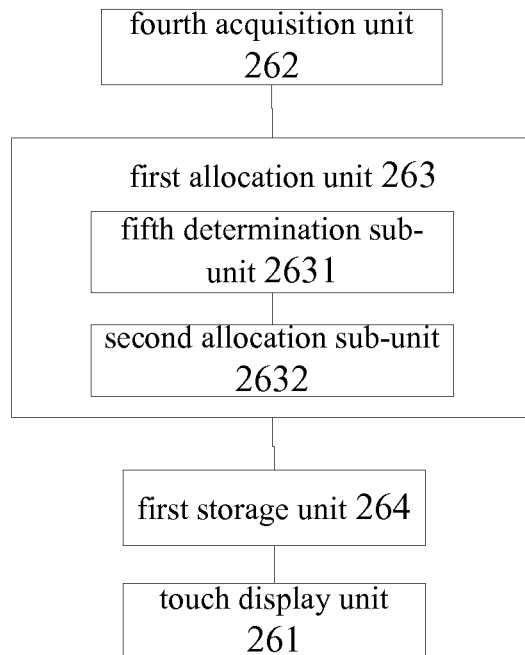 fourth acquisition unit
262
first allocation unit 263
fifth determination sub-
unit 2631
second allocation sub-unit
2632
first storage unit 264
touch display unit
261